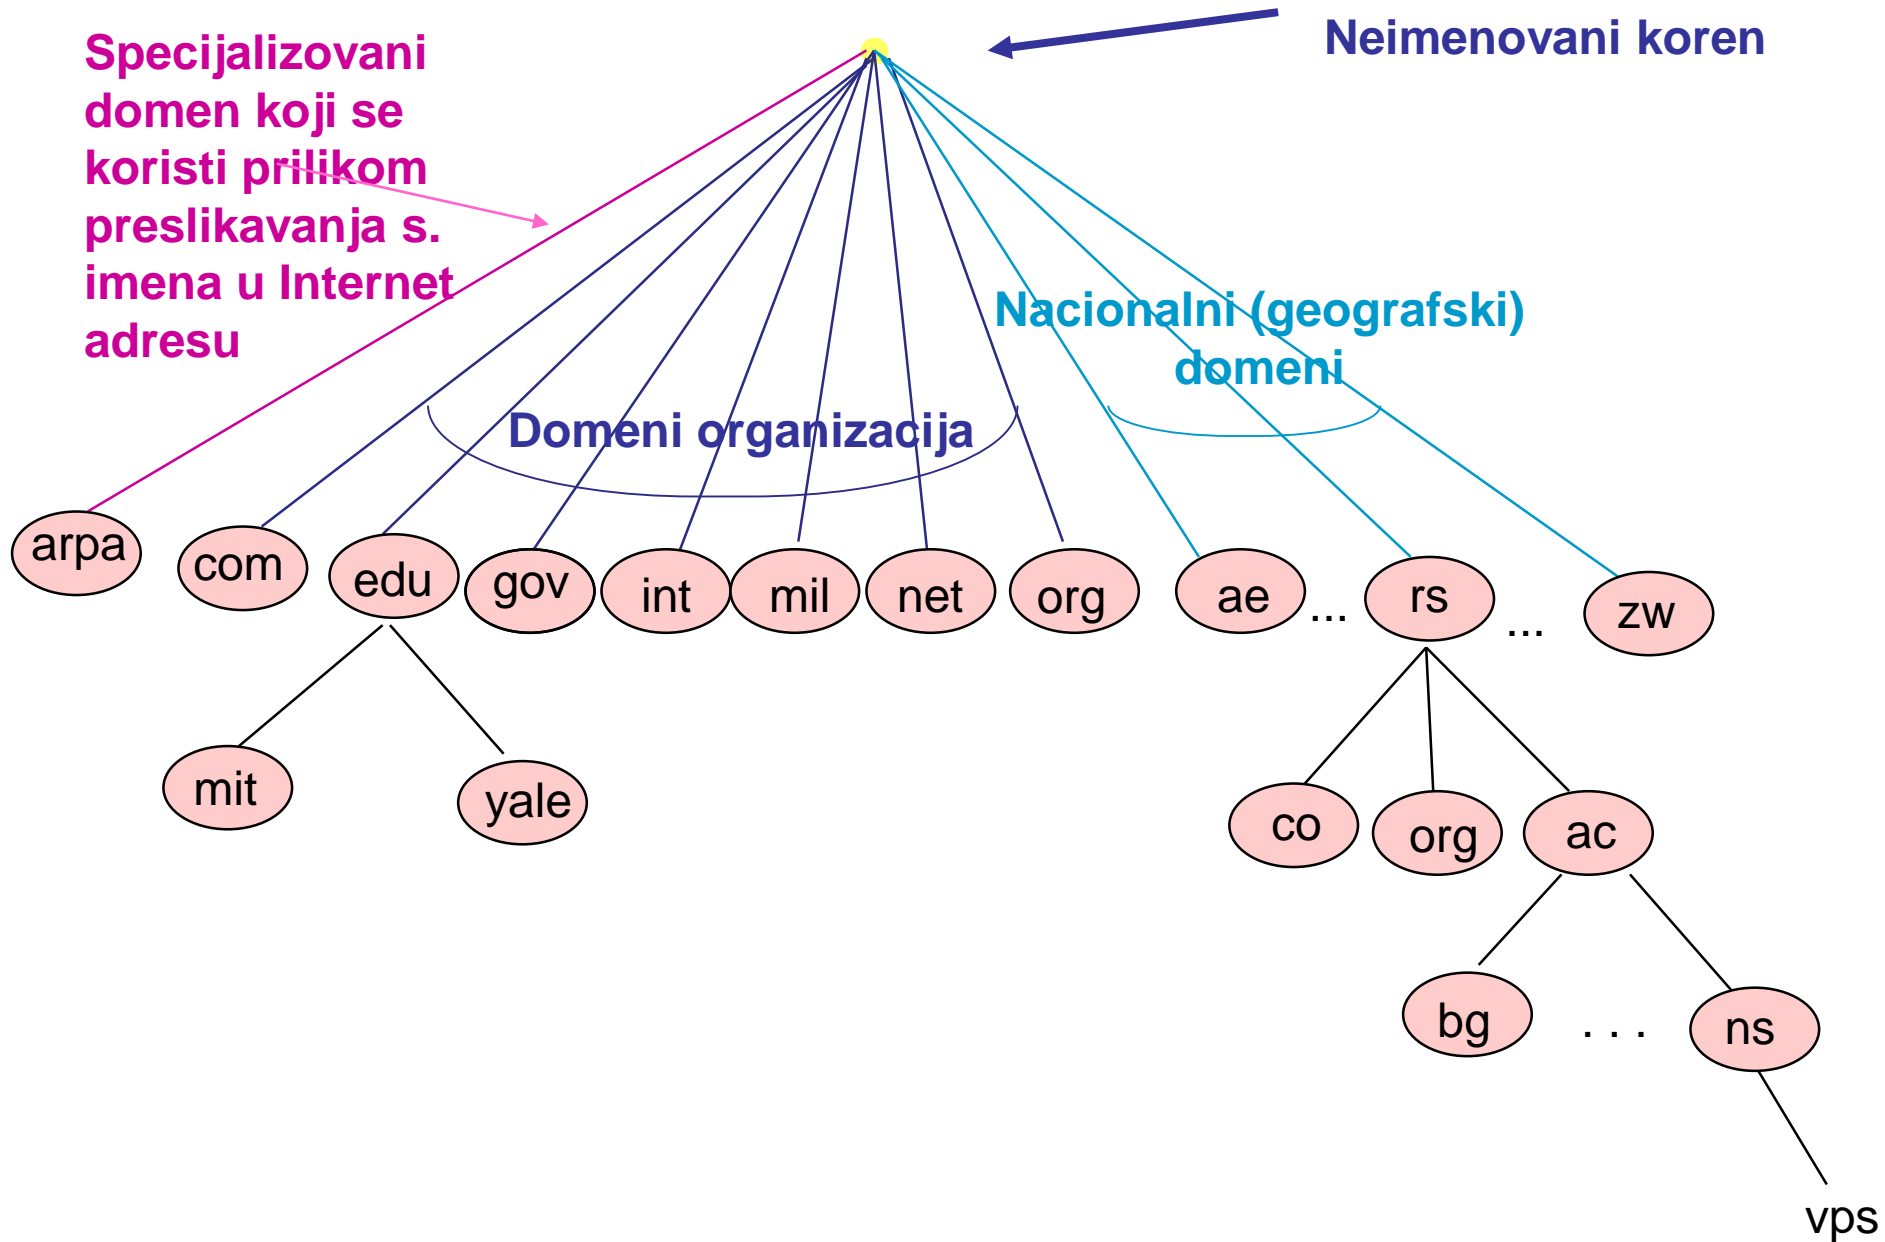 Specijalizovani
domen koji se
koristi prilikom
preslikavanja s.
imena u Internet
adresu
Neimenovani koren
Nacionalni (geografski)
domeni
Domeni organizacija
arpa
com
edu
gov
int
mil
net
org
ae
...
rs
...
zw
mit
yale
co
org
ac
bg
. . .
ns
vps